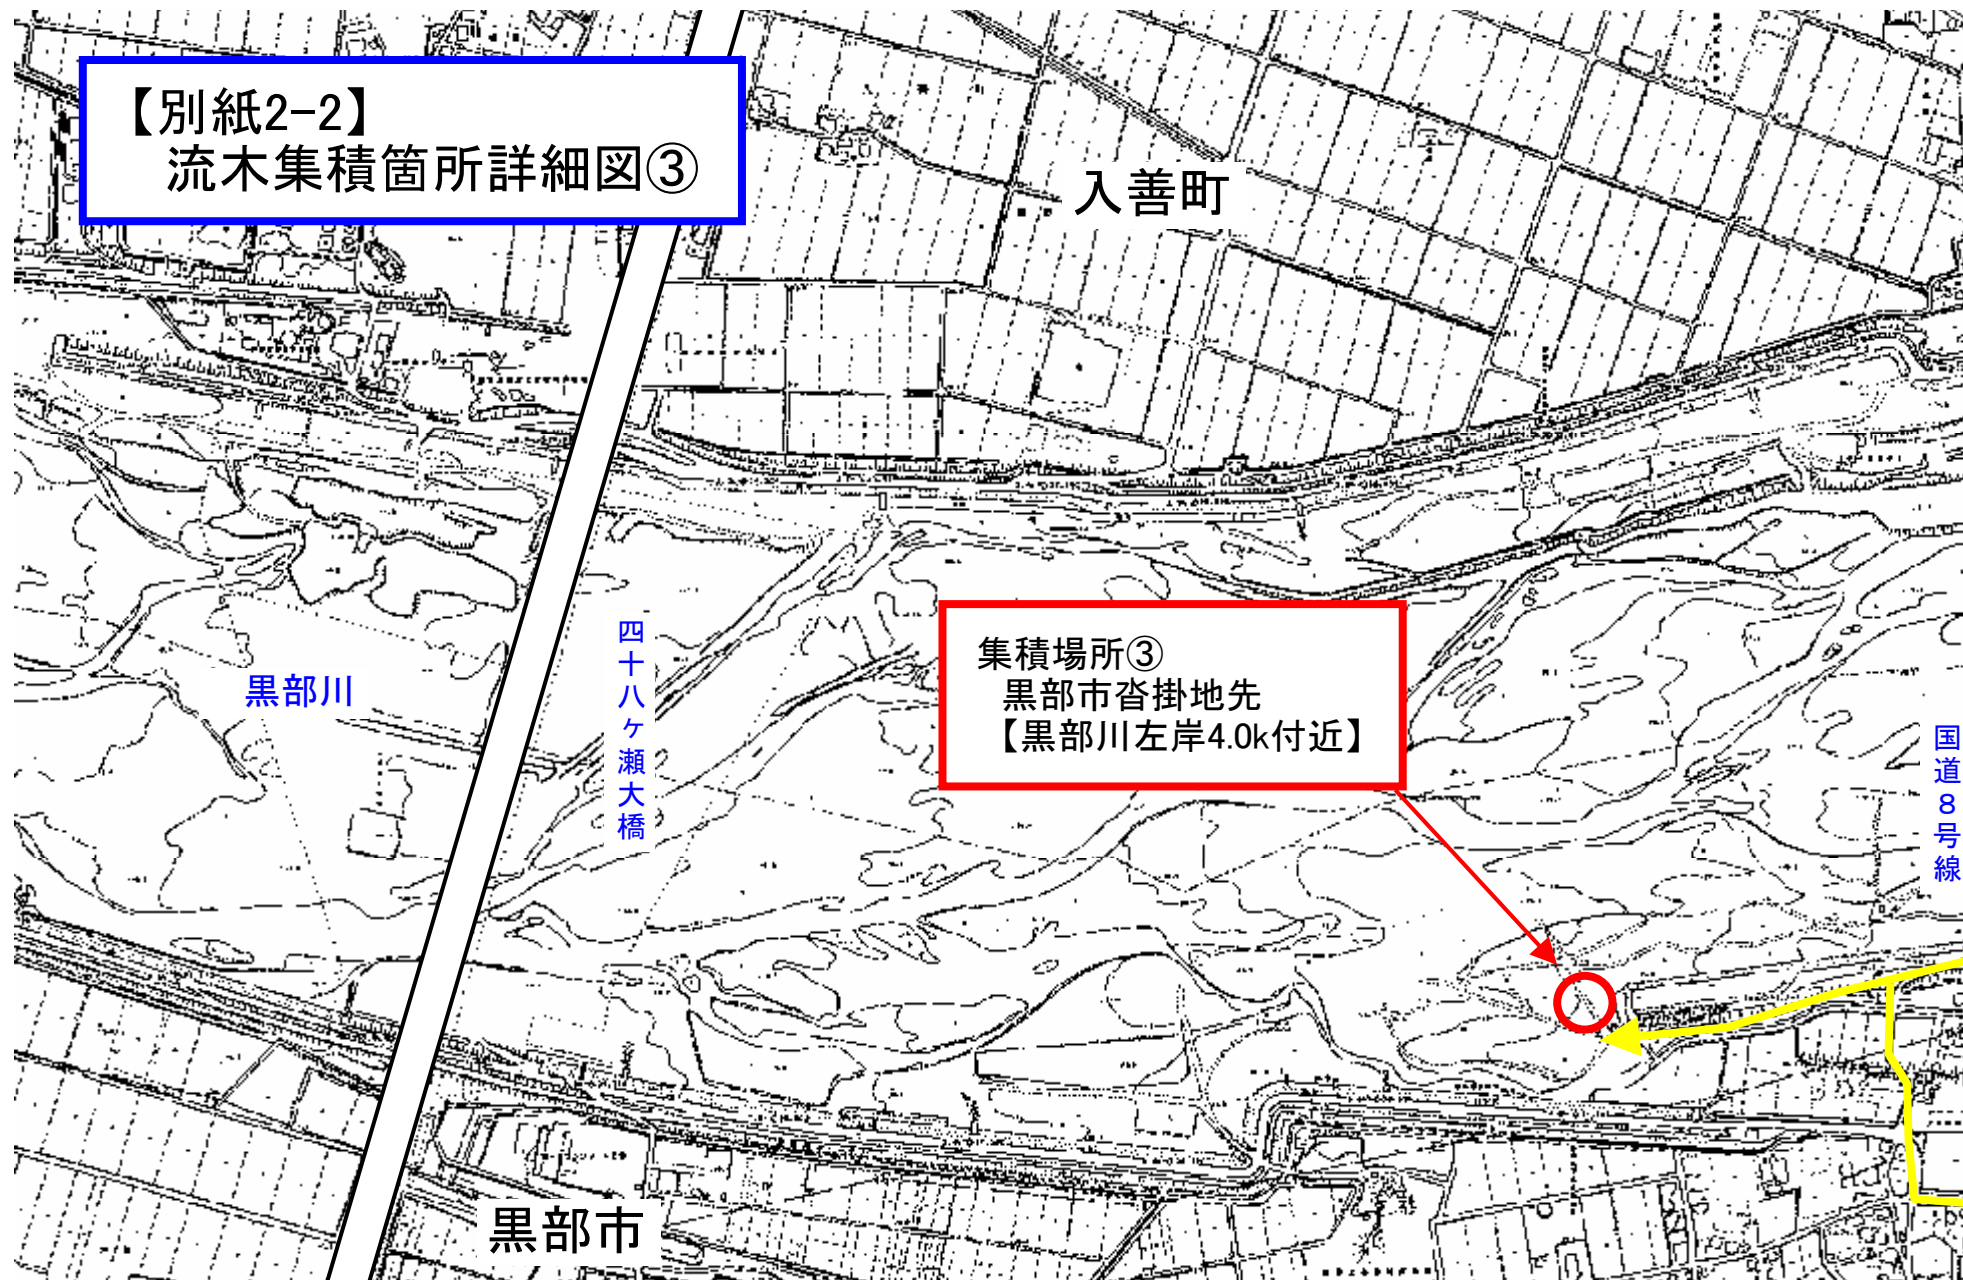 【別紙2-2】
流木集積箇所詳細図③
入善町
四十八ヶ瀬大橋
黒部川
集積場所③
黒部市沓掛地先
【黒部川左岸4.0k付近】
国道8号線
黒部市